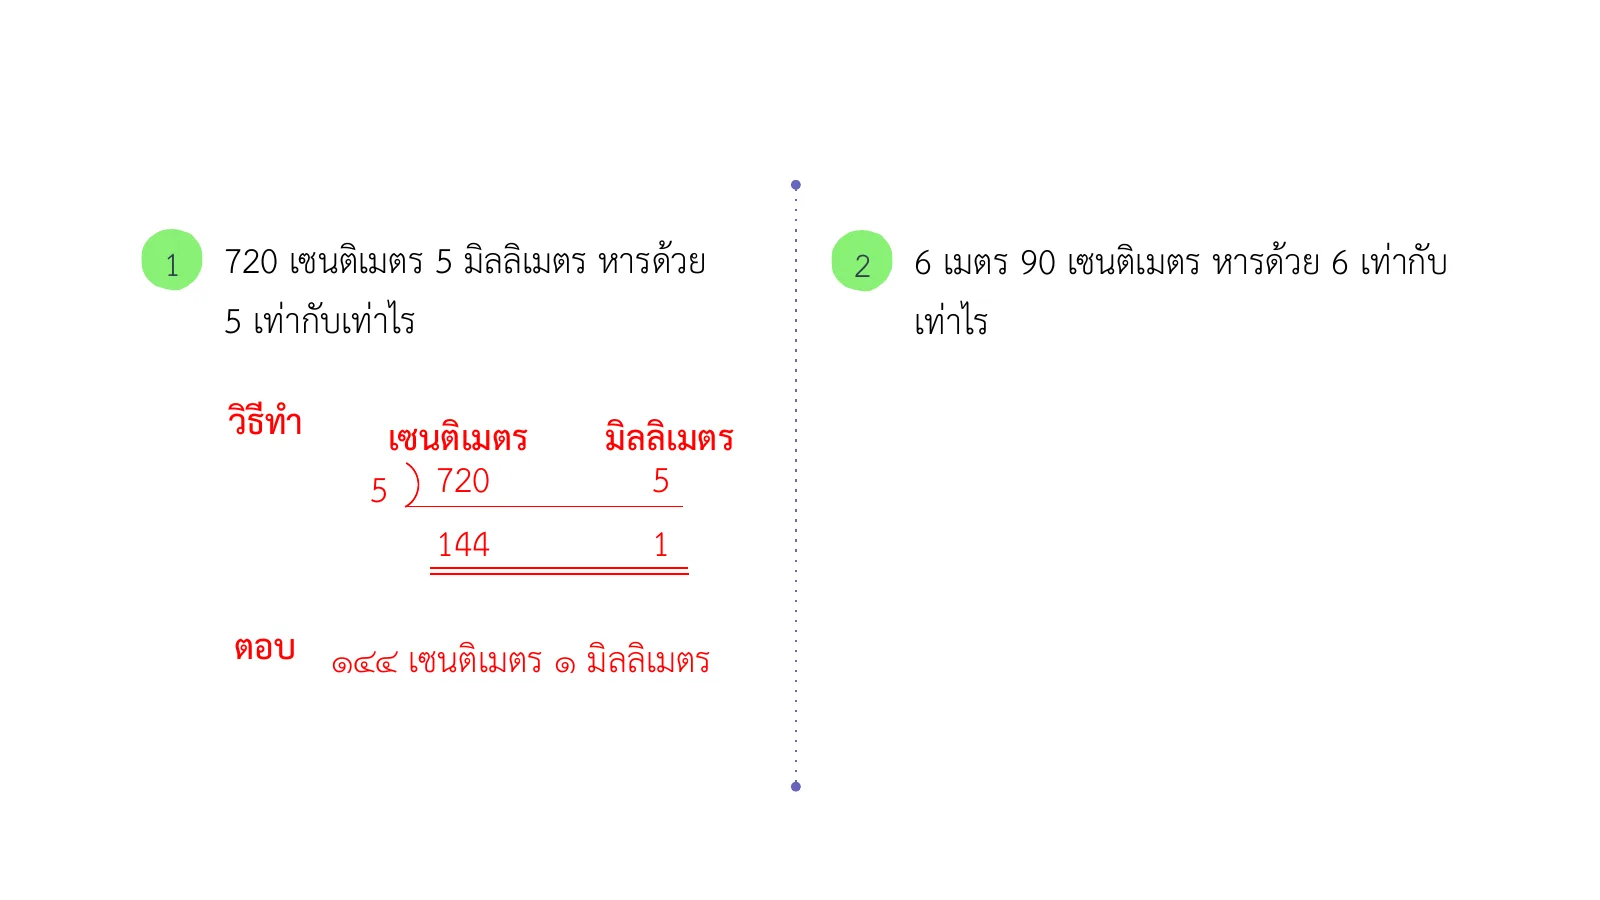 1
720 เซนติเมตร 5 มิลลิเมตร หารด้วย
5 เท่ากับเท่าไร
วิธีทำ
เซนติเมตร มิลลิเมตร
5 ) 720 5
144 1
ตอบ ๑๔๔ เซนติเมตร ๑ มิลลิเมตร
2
6 เมตร 90 เซนติเมตร หารด้วย 6 เท่ากับ
เท่าไร